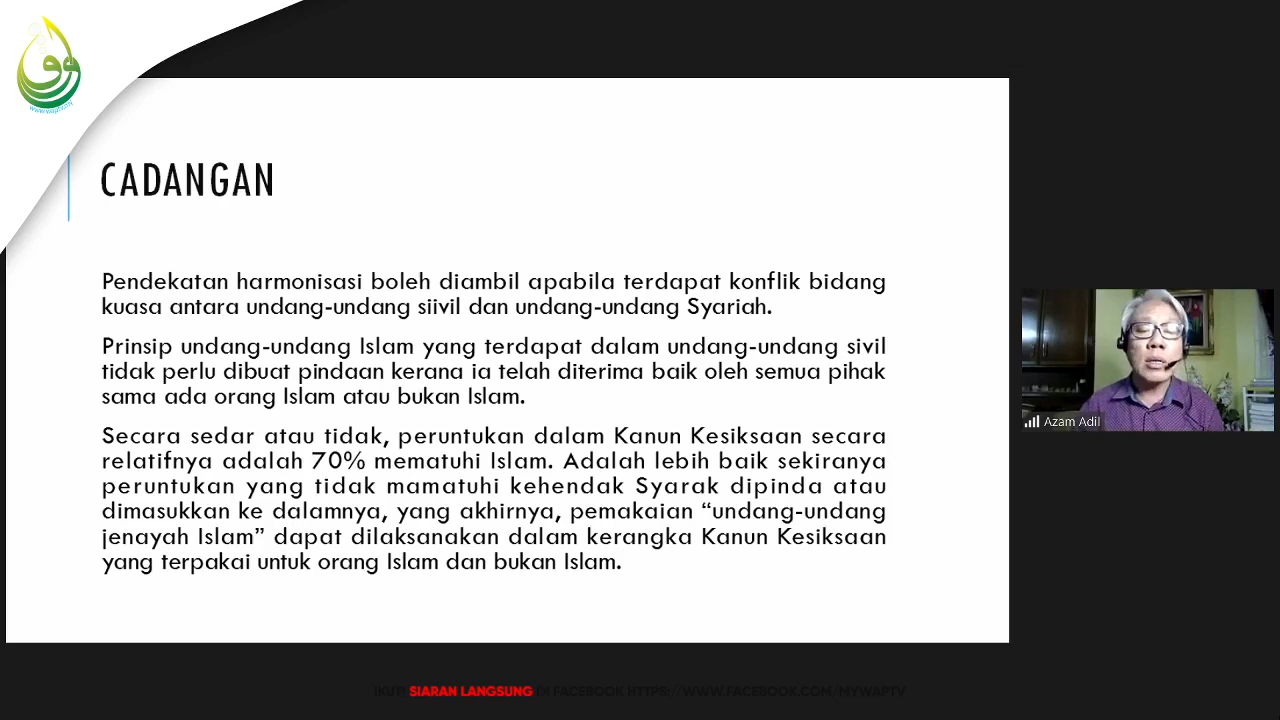 وق
www.waptv.my
CADANGAN
Pendekatan harmonisasi boleh diambil apabila terdapat konflik bidang
kuasa antara undang-undang siivil dan undang-undang Syariah.
Prinsip undang-undang Islam yang terdapat dalam undang-undang sivil
tidak perlu dibuat pindaan kerana ia telah diterima baik oleh semua pihak
sama ada orang Islam atau bukan Islam.
Secara sedar atau tidak, peruntukan dalam Kanun Kesiksaan secara
relatifnya adalah 70% mematuhi Islam. Adalah lebih baik sekiranya
peruntukan yang tidak mamatuhi kehendak Syarak dipinda atau
dimasukkan ke dalamnya, yang akhirnya, pemakaian “undang-undang
jenayah Islam” dapat dilaksanakan dalam kerangka Kanun Kesiksaan
yang terpakai untuk orang Islam dan bukan Islam.
Azam Adil
IKUTI SIARAN LANGSUNG DI FACEBOOK HTTPS://WWW.FACEBOOK.COM/MYWAPTV